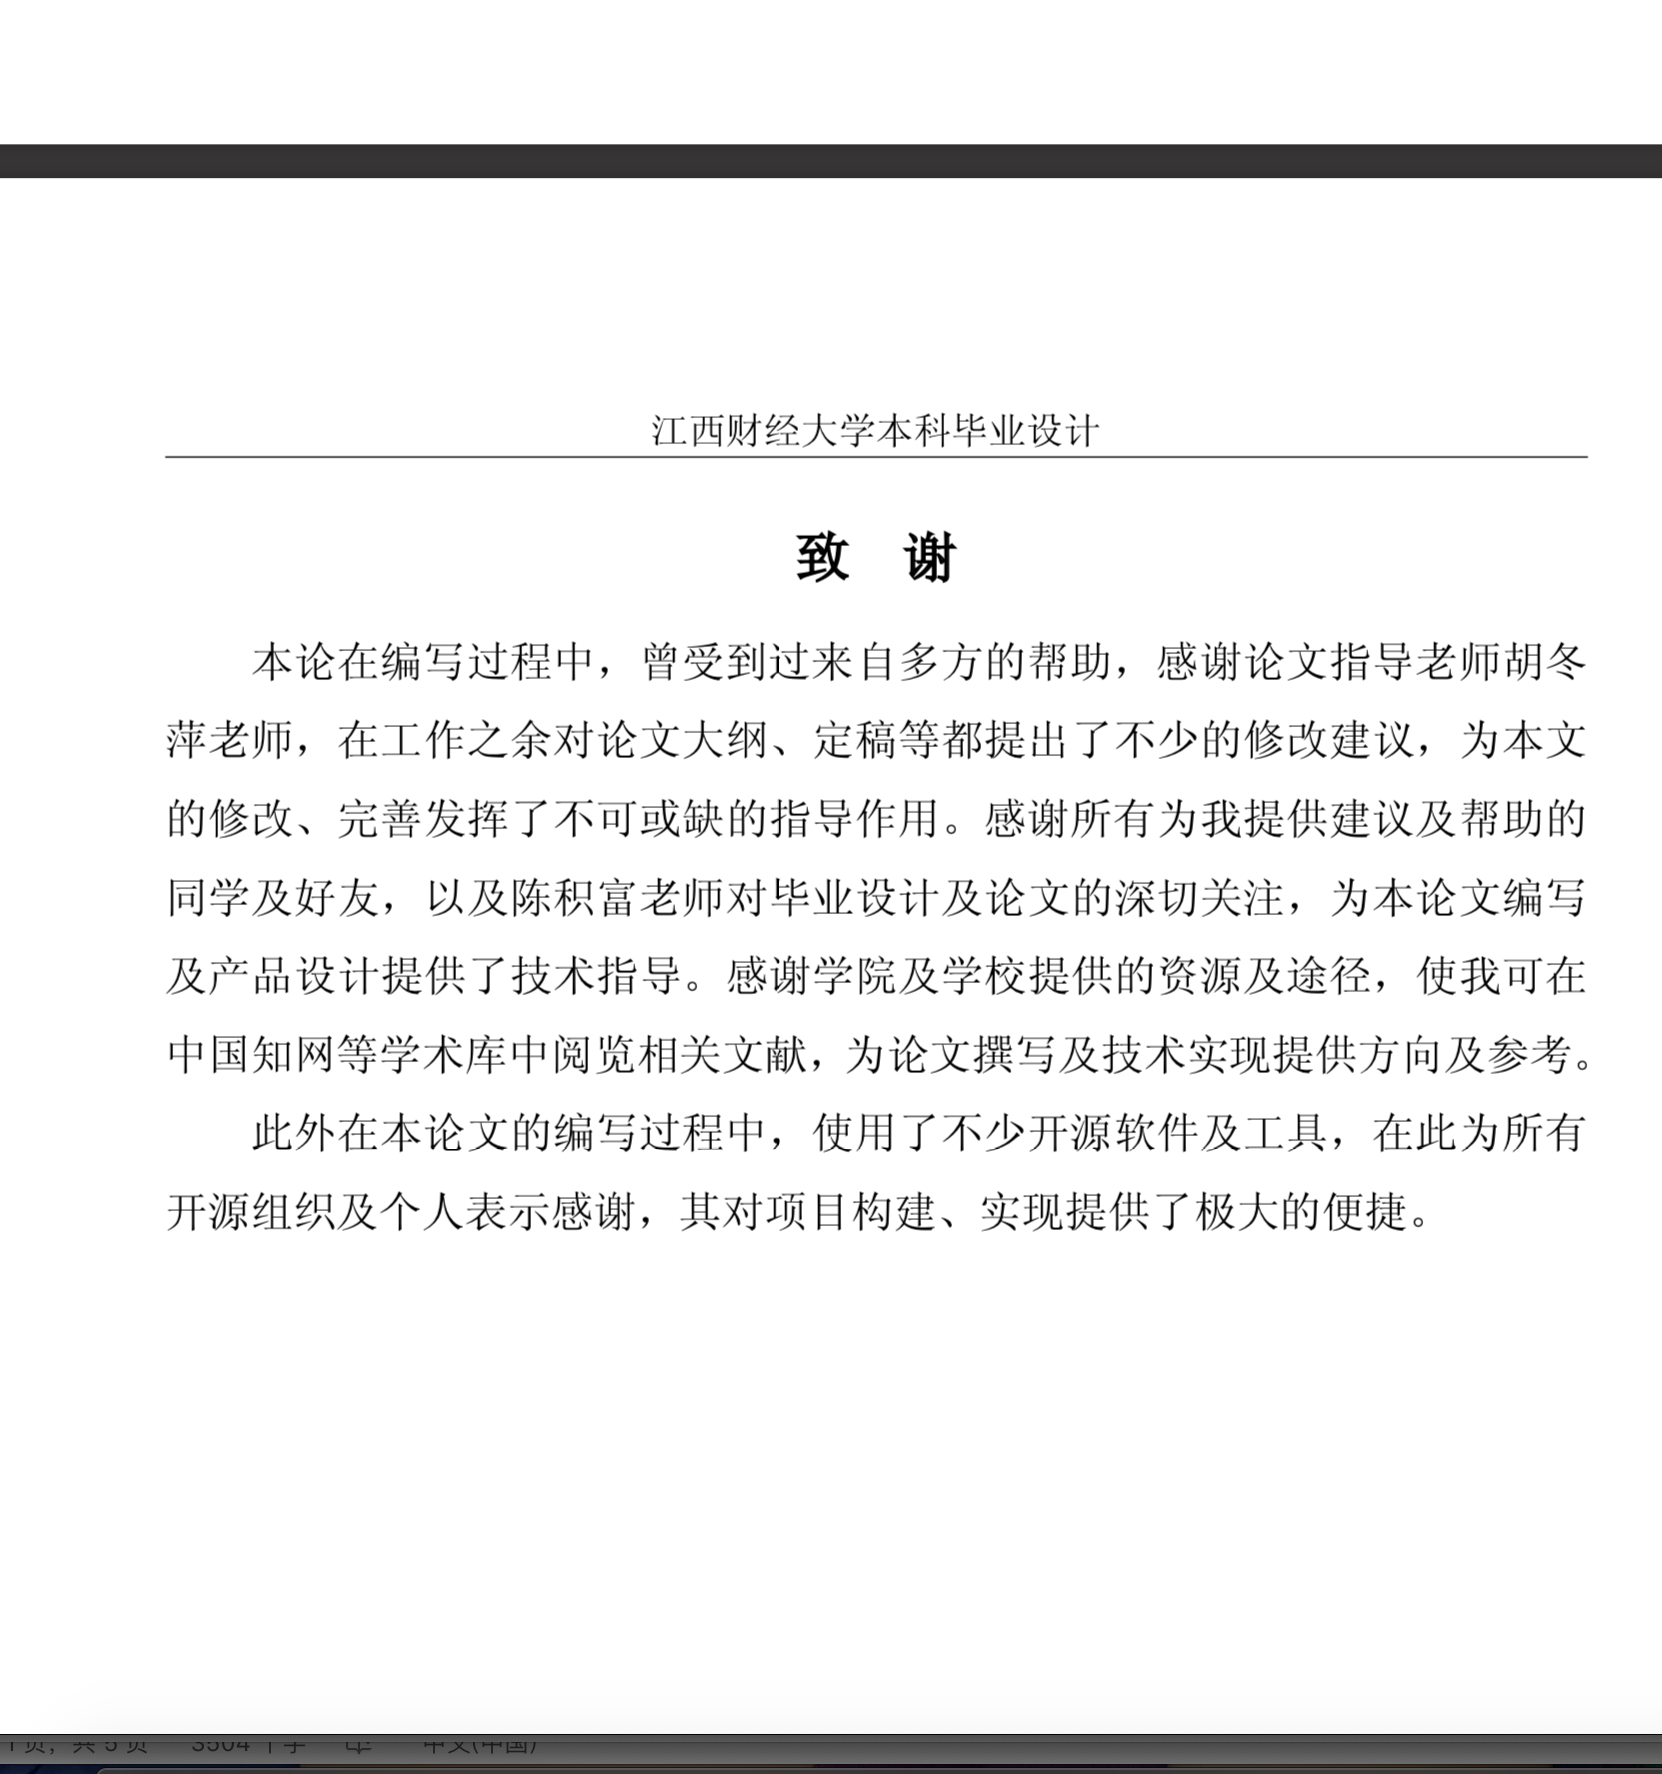 江西财经大学本科毕业设计
致 谢
本论在编写过程中，曾受到过来自多方的帮助，感谢论文指导老师胡冬
萍老师，在工作之余对论文大纲、定稿等都提出了不少的修改建议，为本文
的修改、完善发挥了不可或缺的指导作用。感谢所有为我提供建议及帮助的
同学及好友，以及陈积富老师对毕业设计及论文的深切关注，为本论文编写
及产品设计提供了技术指导。感谢学院及学校提供的资源及途径，使我可在
中国知网等学术库中阅览相关文献，为论文撰写及技术实现提供方向及参考。
此外在本论文的编写过程中，使用了不少开源软件及工具，在此为所有
开源组织及个人表示感谢，其对项目构建、实现提供了极大的便捷。
页，共 5 页 3504 个字 中文(中国)